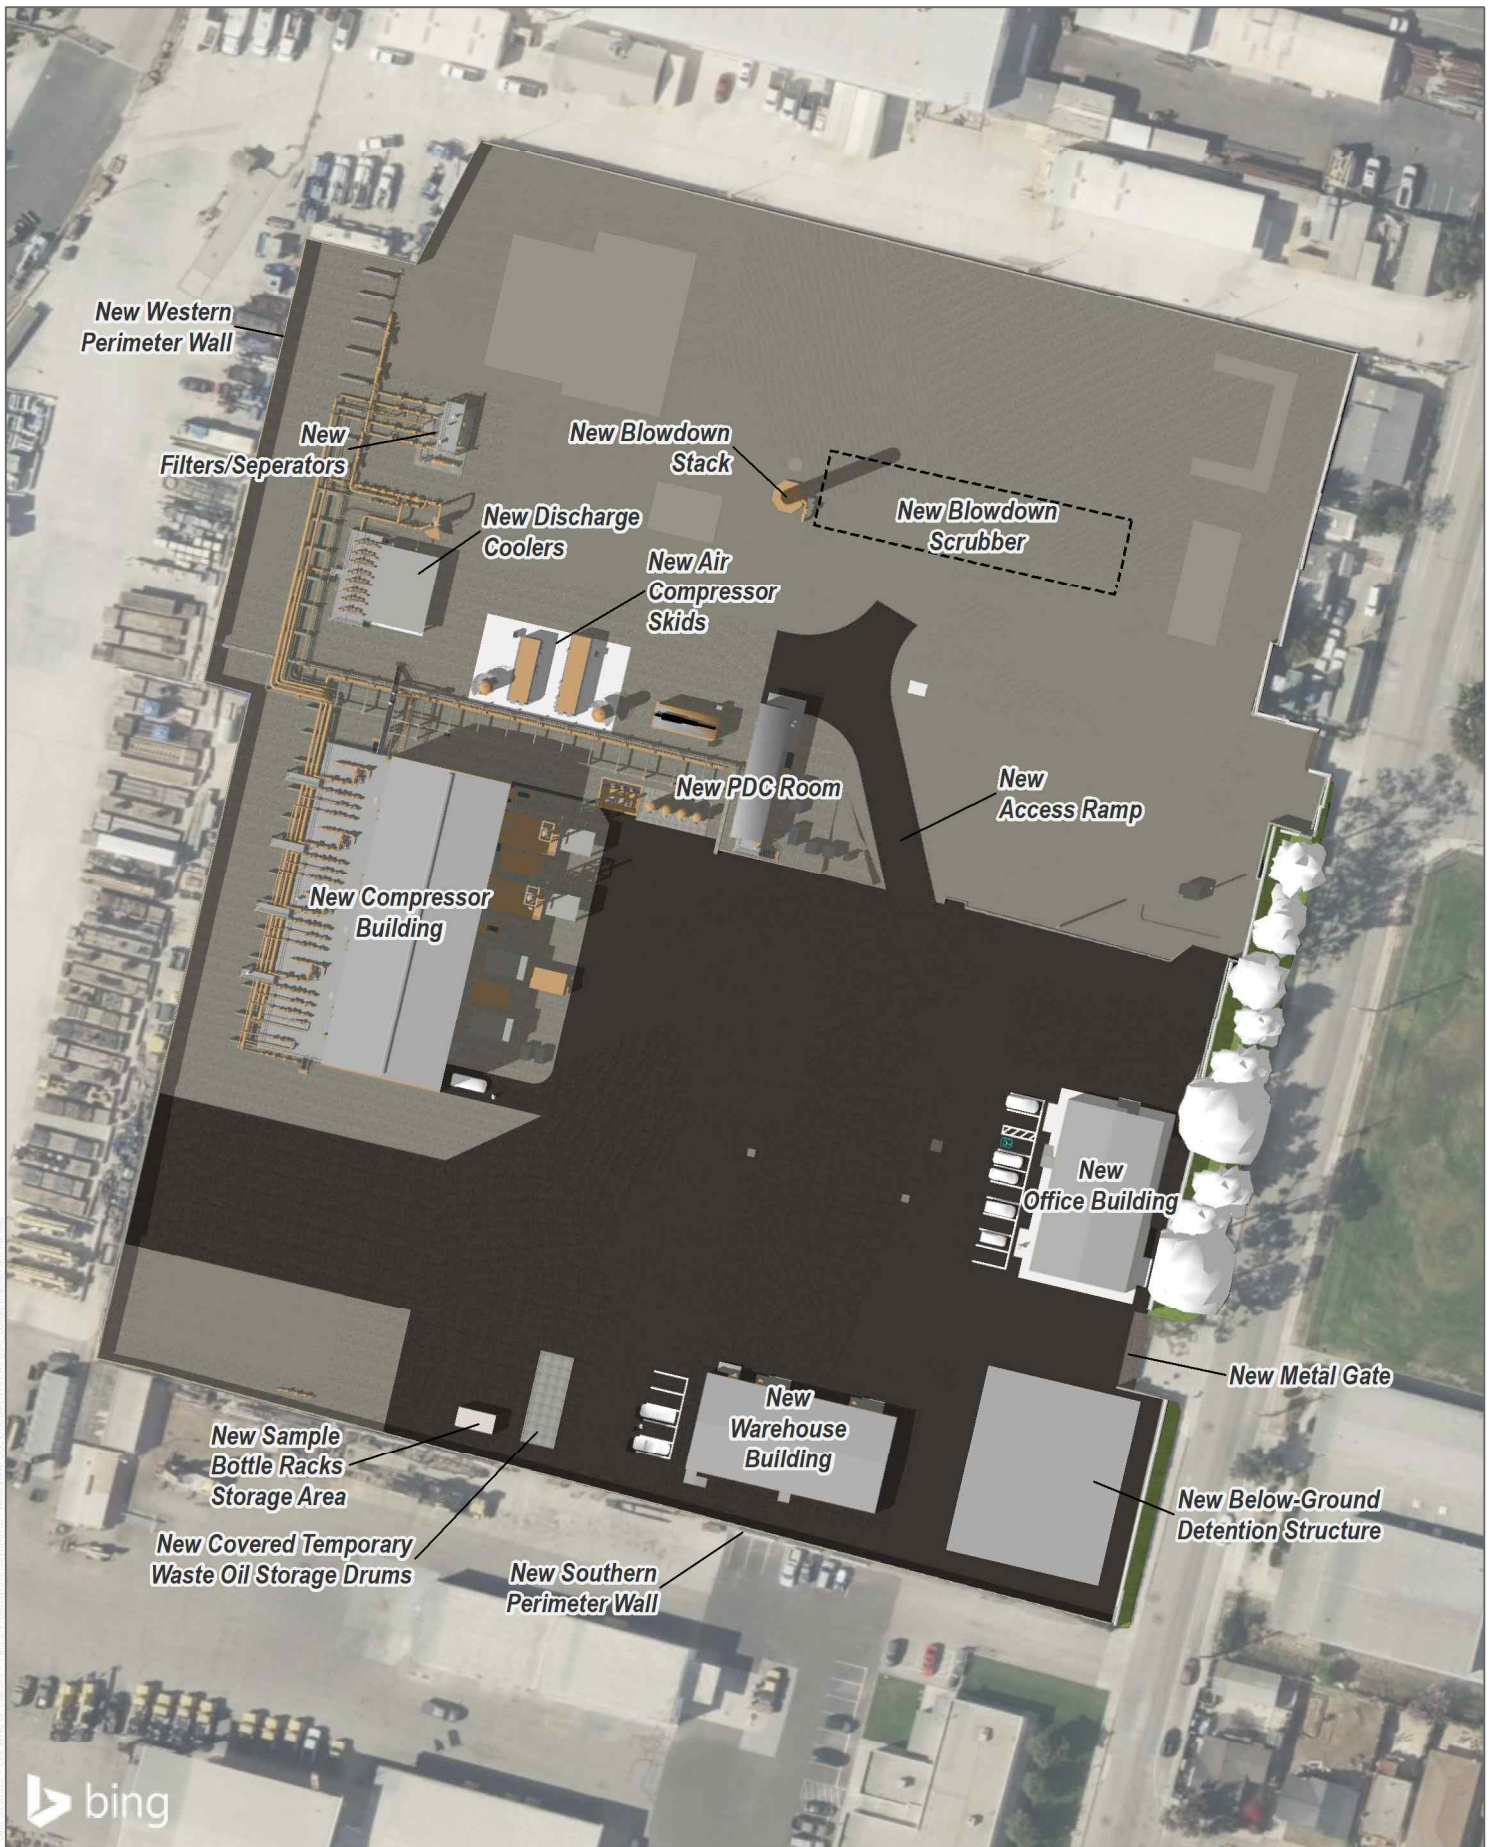 New Western
Perimeter Wall
New
Filters/Seperators
New Blowdown
Stack
New Blowdown
Scrubber
New Discharge
Coolers
New Air
Compressor
Skids
New PDC Room
New
Access Ramp
New Compressor
Building
New
Office Building
New Metal Gate
New
Warehouse
Building
New Sample
Bottle Racks
Storage Area
New Below-Ground
Detention Structure
New Covered Temporary
Waste Oil Storage Drums
New Southern
Perimeter Wall
bing